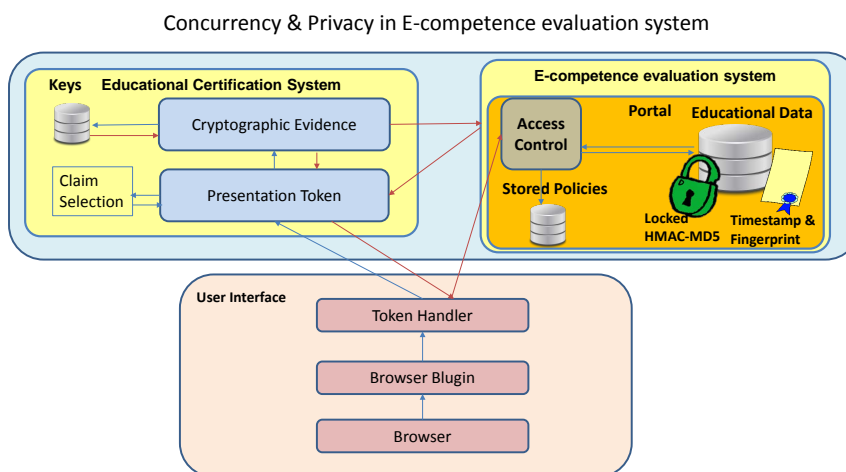 Concurrency & Privacy in E-competence evaluation system
Keys
Educational Certification System
Cryptographic Evidence
Claim
Selection
Presentation Token
E-competence evaluation system
Portal
Educational Data
Access
Control
Stored Policies
Locked
HMAC-MD5
Timestamp &
Fingerprint
User Interface
Token Handler
Browser Blugin
Browser